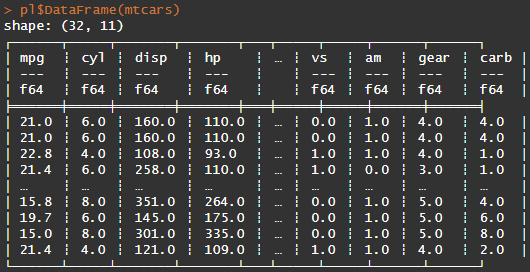 > pl$DataFrame(mtcars)
shape: (32, 11)
┌──────┬─────┬───────┬───────┬───┬─────┬─────┬──────┬──────┐
│ mpg ┆ cyl ┆ disp ┆ hp ┆ … ┆ vs ┆ am ┆ gear ┆ carb │
│ --- ┆ --- ┆ --- ┆ --- ┆ ┆ --- ┆ --- ┆ --- ┆ --- │
│ f64 ┆ f64 ┆ f64 ┆ f64 ┆ ┆ f64 ┆ f64 ┆ f64 ┆ f64 │
╞══════╪═════╪═══════╪═══════╪═══╪═════╪═════╪══════╪══════╡
│ 21.0 ┆ 6.0 ┆ 160.0 ┆ 110.0 ┆ … ┆ 0.0 ┆ 1.0 ┆ 4.0 ┆ 4.0 │
│ 21.0 ┆ 6.0 ┆ 160.0 ┆ 110.0 ┆ … ┆ 0.0 ┆ 1.0 ┆ 4.0 ┆ 4.0 │
│ 22.8 ┆ 4.0 ┆ 108.0 ┆ 93.0 ┆ … ┆ 1.0 ┆ 1.0 ┆ 4.0 ┆ 1.0 │
│ 21.4 ┆ 6.0 ┆ 258.0 ┆ 110.0 ┆ … ┆ 1.0 ┆ 0.0 ┆ 3.0 ┆ 1.0 │
│ … ┆ … ┆ … ┆ … ┆ … ┆ … ┆ … ┆ … ┆ … │
│ 15.8 ┆ 8.0 ┆ 351.0 ┆ 264.0 ┆ … ┆ 0.0 ┆ 1.0 ┆ 5.0 ┆ 4.0 │
│ 19.7 ┆ 6.0 ┆ 145.0 ┆ 175.0 ┆ … ┆ 0.0 ┆ 1.0 ┆ 5.0 ┆ 6.0 │
│ 15.0 ┆ 8.0 ┆ 301.0 ┆ 335.0 ┆ … ┆ 0.0 ┆ 1.0 ┆ 5.0 ┆ 8.0 │
│ 21.4 ┆ 4.0 ┆ 121.0 ┆ 109.0 ┆ … ┆ 1.0 ┆ 1.0 ┆ 4.0 ┆ 2.0 │
└──────┴─────┴───────┴───────┴───┴─────┴─────┴──────┴──────┘